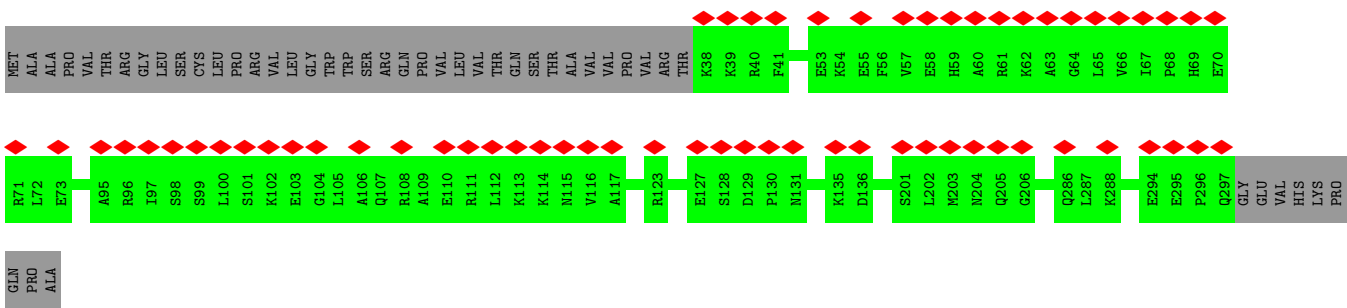 MET ALA ALA PRO VAL THR ARG GLY LEU SER CYS LEU PRO ARG VAL LEU GLY TRP TRP SER ARG GLN PRO VAL LEU VAL THR GLN SER THR ALA VAL VAL PRO VAL ARG THR K38 K39 R40 F41 E53 K54 E55 F56 V57 E58 H59 A60 R61 K62 A63 G64 L65 V66 I67 P68 H69 E70
R71 L72 E73 A95 R96 I97 S98 S99 L100 S101 K102 E103 G104 L105 A106 Q107 R108 A109 E110 R111 L112 K113 K114 N115 V116 A117 R123 E127 S128 D129 P130 N131 K135 D136 S201 L202 M203 N204 Q205 G206 Q286 L287 K288 E294 E295 P296 Q297 GLY GLU VAL HIS LYS PRO
GLN PRO ALA